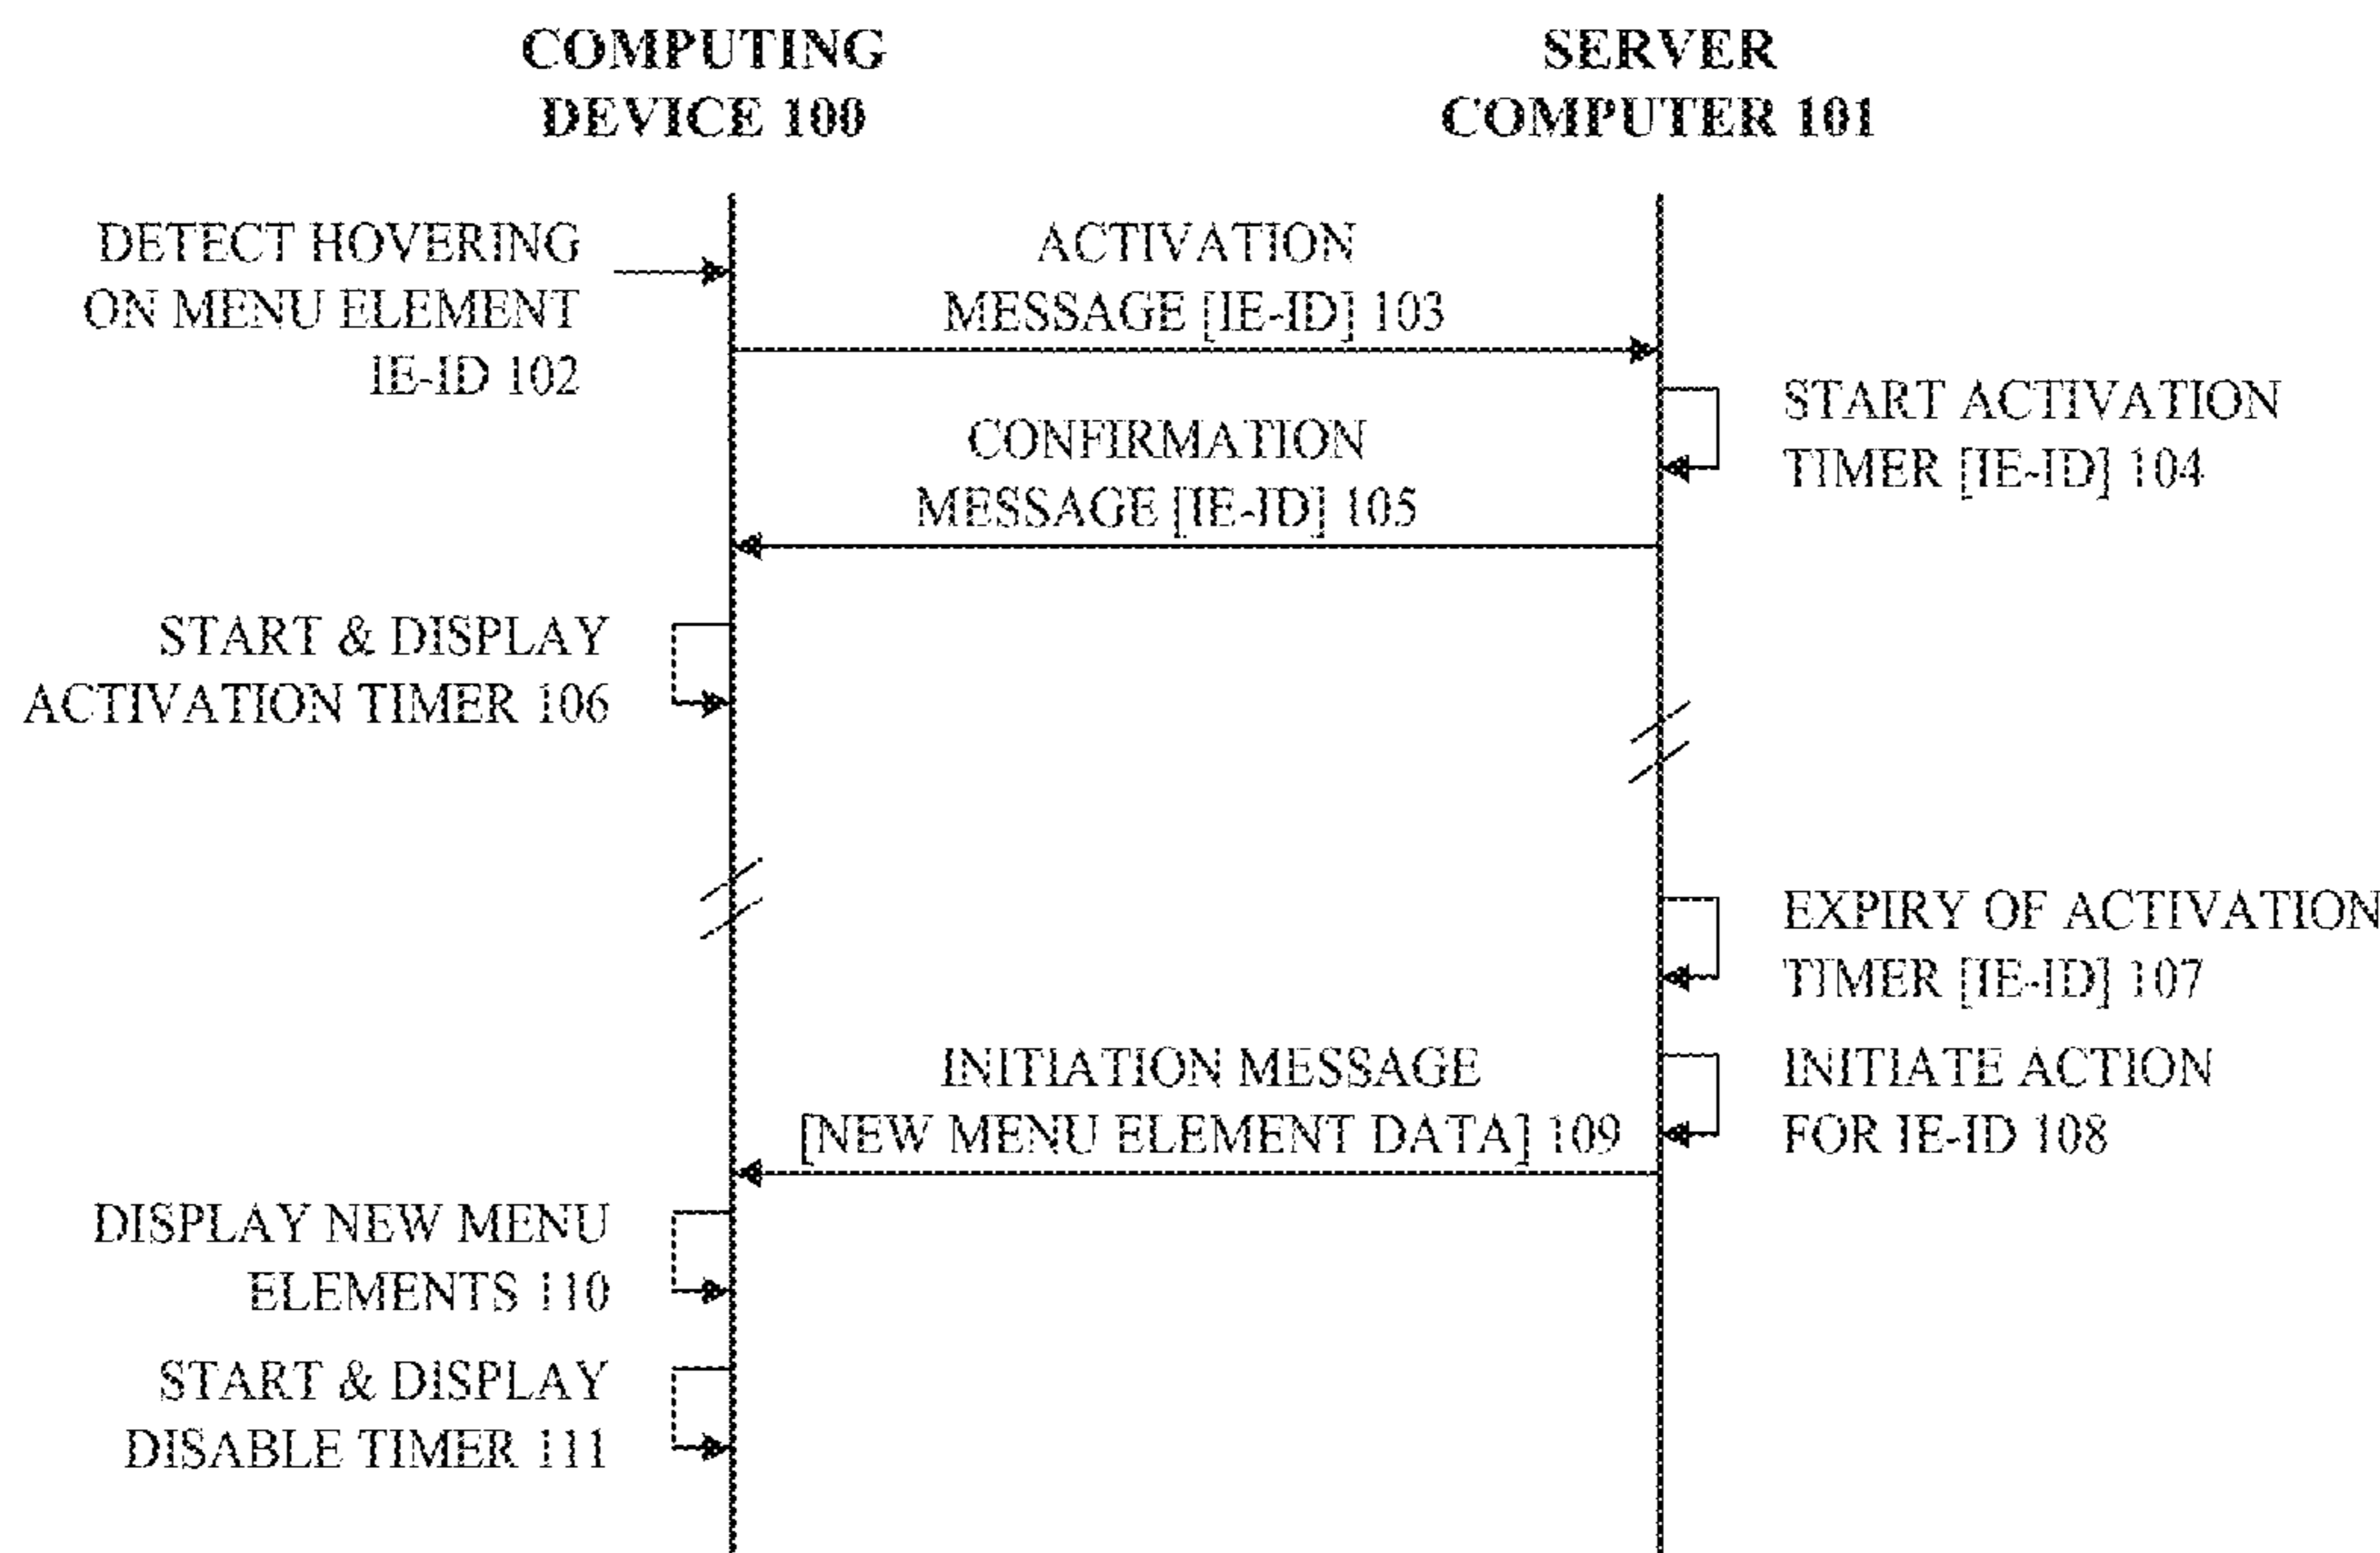 COMPUTING
DEVICE 100
SERVER
COMPUTER 101
DETECT HOVERING
ON MENU ELEMENT
IE-ID 102
ACTIVATION
MESSAGE [IE-ID] 103
START ACTIVATION
TIMER [IE-ID] 104
CONFIRMATION
MESSAGE [IE-ID] 105
START & DISPLAY
ACTIVATION TIMER 106
EXPIRY OF ACTIVATION
TIMER [IE-ID] 107
INITIATE ACTION
FOR IE-ID 108
INITIATION MESSAGE
[NEW MENU ELEMENT DATA] 109
DISPLAY NEW MENU
ELEMENTS 110
START & DISPLAY
DISABLE TIMER 111